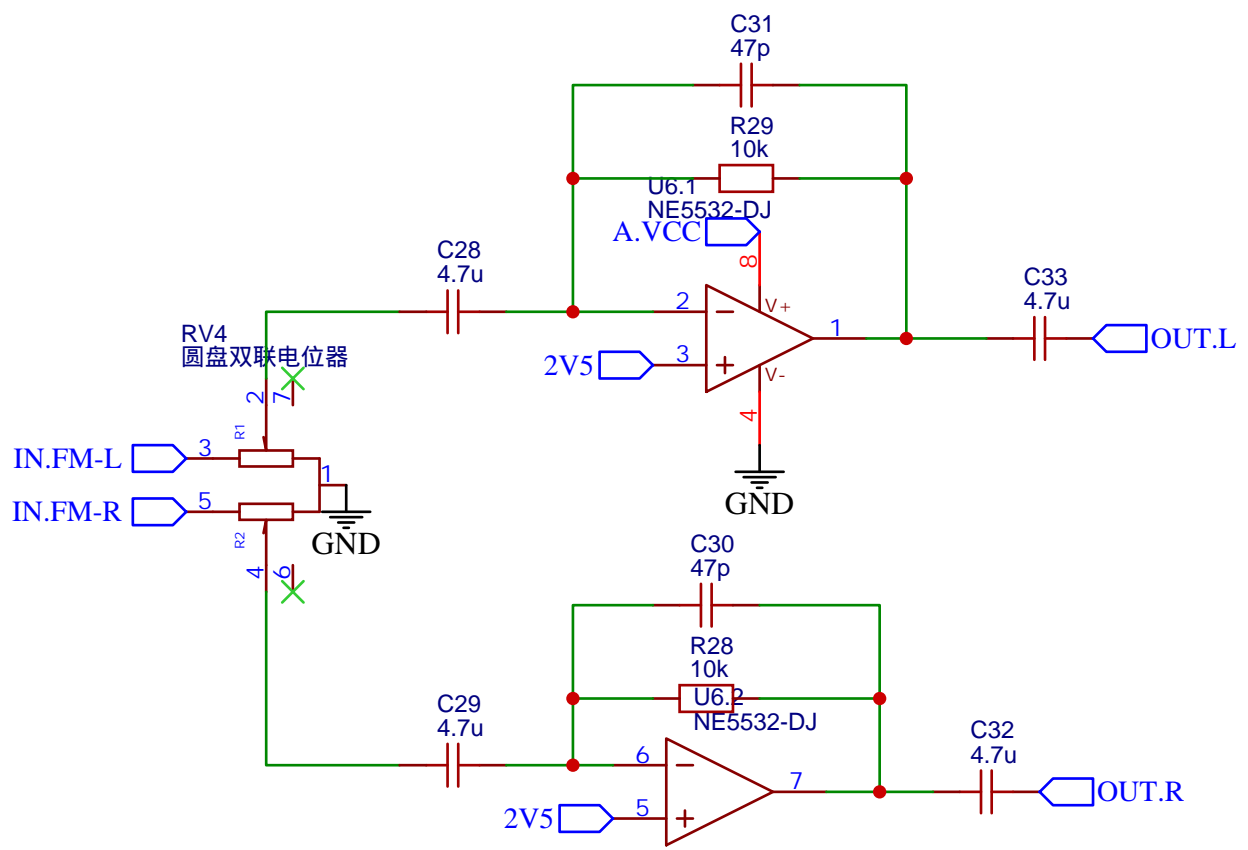 C31
47p
R29
10k
U6.1
NE5532-DJ
A.VCC
8
C28
4.7u
C33
4.7u
2
V+
1
OUT.L
RV4
圆盘双联电位器
2V5
3
V-
2
7
4
R1
IN.FM-L
3
1
GND
IN.FM-R
5
R2
GND
4
6
C30
47p
R28
10k
U6.2
NE5532-DJ
C29
4.7u
C32
4.7u
6
7
OUT.R
2V5
5